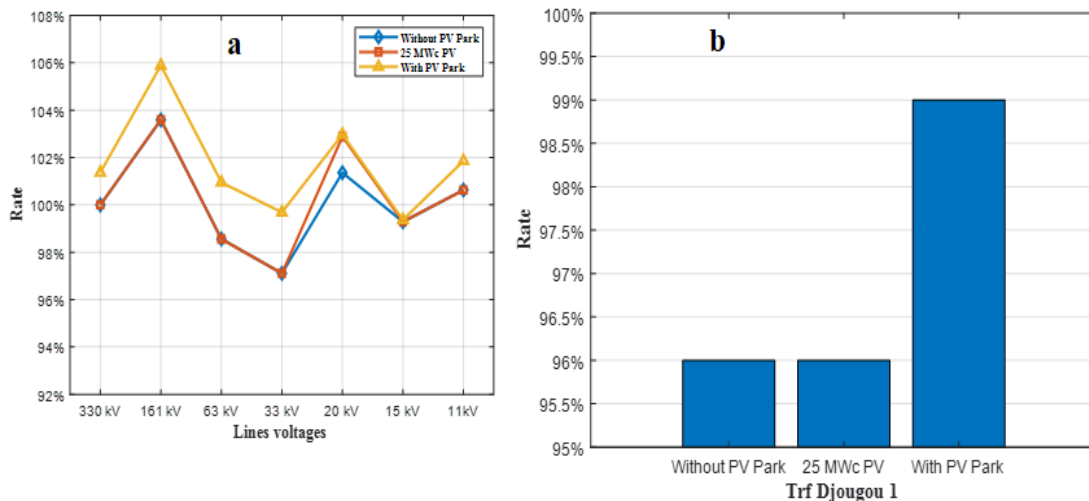 a
Without PV Park
25 MWc PV
With PV Park
108%
106%
104%
102%
100%
98%
96%
94%
92%
Rate
330 kV 161 kV 63 kV 33 kV 20 kV 15 kV 11kV
Lines voltages
b
100%
99.5%
99%
98.5%
98%
97.5%
97%
96.5%
96%
95.5%
95%
Rate
Without PV Park 25 MWc PV With PV Park
Trf Djougou 1